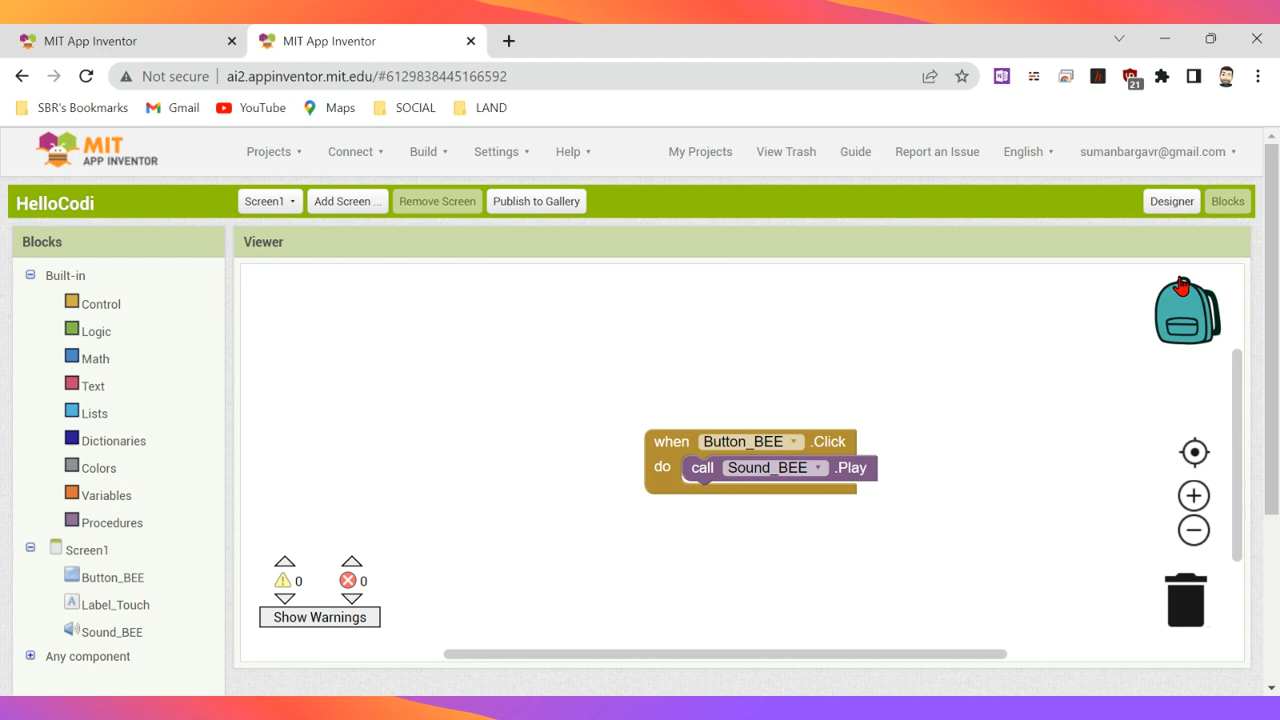 MIT App Inventor
MIT App Inventor
Not secure
ai2.appinventor.mit.edu/#6129838445166592
21
SBR's Bookmarks
Gmail
YouTube
Maps
SOCIAL
LAND
MIT
APP INVENTOR
Projects
Connect
Build
Settings
Help
My Projects
View Trash
Guide
Report an Issue
English
sumanbargavr@gmail.com
HelloCodi
Screen1
Add Screen ...
Remove Screen
Publish to Gallery
Designer
Blocks
Blocks
Viewer
Built-in
Control
Logic
Math
Text
Lists
Dictionaries
Colors
Variables
Procedures
Screen1
Button_BEE
A Label_Touch
Sound_BEE
Any component
when Button_BEE .Click
do call Sound_BEE .Play
0
0
Show Warnings